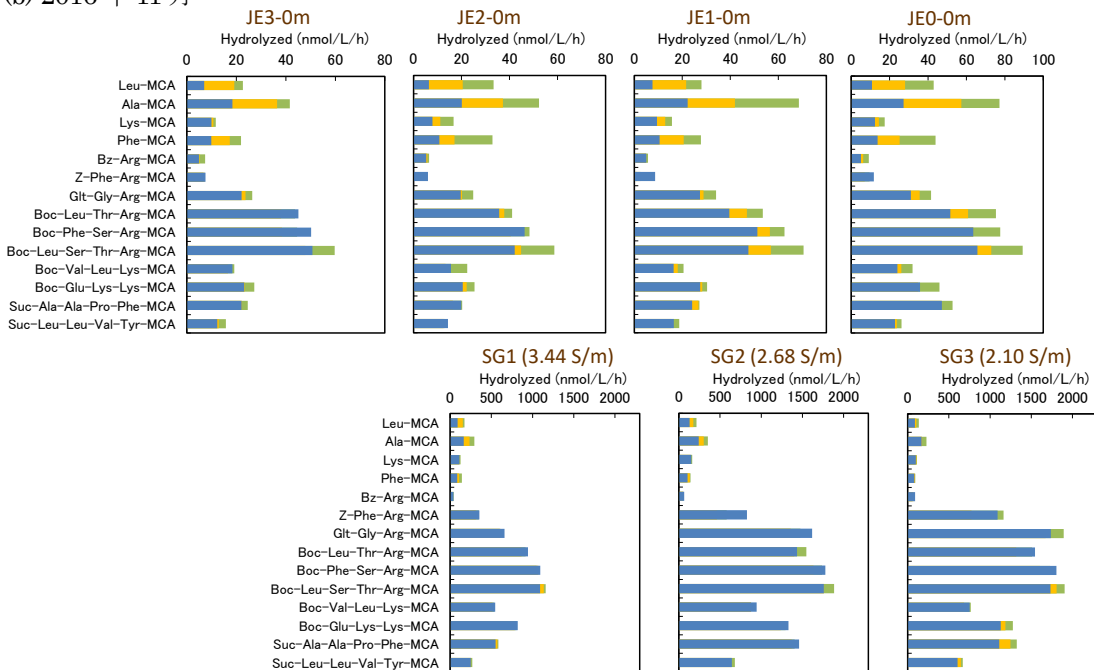 JE3-0m JE2-0m JE1-0m JE0-0m
Hydrolyzed (nmol/L/h) Hydrolyzed (nmol/L/h) Hydrolyzed (nmol/L/h) Hydrolyzed (nmol/L/h)
0 20 40 60 80 0 20 40 60 80 0 20 40 60 80 0 20 40 60 80 100
Leu-MCA
Ala-MCA
Lys-MCA
Phe-MCA
Bz-Arg-MCA
Z-Phe-Arg-MCA
Glt-Gly-Arg-MCA
Boc-Leu-Thr-Arg-MCA
Boc-Phe-Ser-Arg-MCA
Boc-Leu-Ser-Thr-Arg-MCA
Boc-Val-Leu-Lys-MCA
Boc-Glu-Lys-Lys-MCA
Suc-Ala-Ala-Pro-Phe-MCA
Suc-Leu-Leu-Val-Tyr-MCA
SG1 (3.44 S/m) SG2 (2.68 S/m) SG3 (2.10 S/m)
Hydrolyzed (nmol/L/h) Hydrolyzed (nmol/L/h) Hydrolyzed (nmol/L/h)
0 500 1000 1500 2000 0 500 1000 1500 2000 0 500 1000 1500 2000
Leu-MCA
Ala-MCA
Lys-MCA
Phe-MCA
Bz-Arg-MCA
Z-Phe-Arg-MCA
Glt-Gly-Arg-MCA
Boc-Leu-Thr-Arg-MCA
Boc-Phe-Ser-Arg-MCA
Boc-Leu-Ser-Thr-Arg-MCA
Boc-Val-Leu-Lys-MCA
Boc-Glu-Lys-Lys-MCA
Suc-Ala-Ala-Pro-Phe-MCA
Suc-Leu-Leu-Val-Tyr-MCA